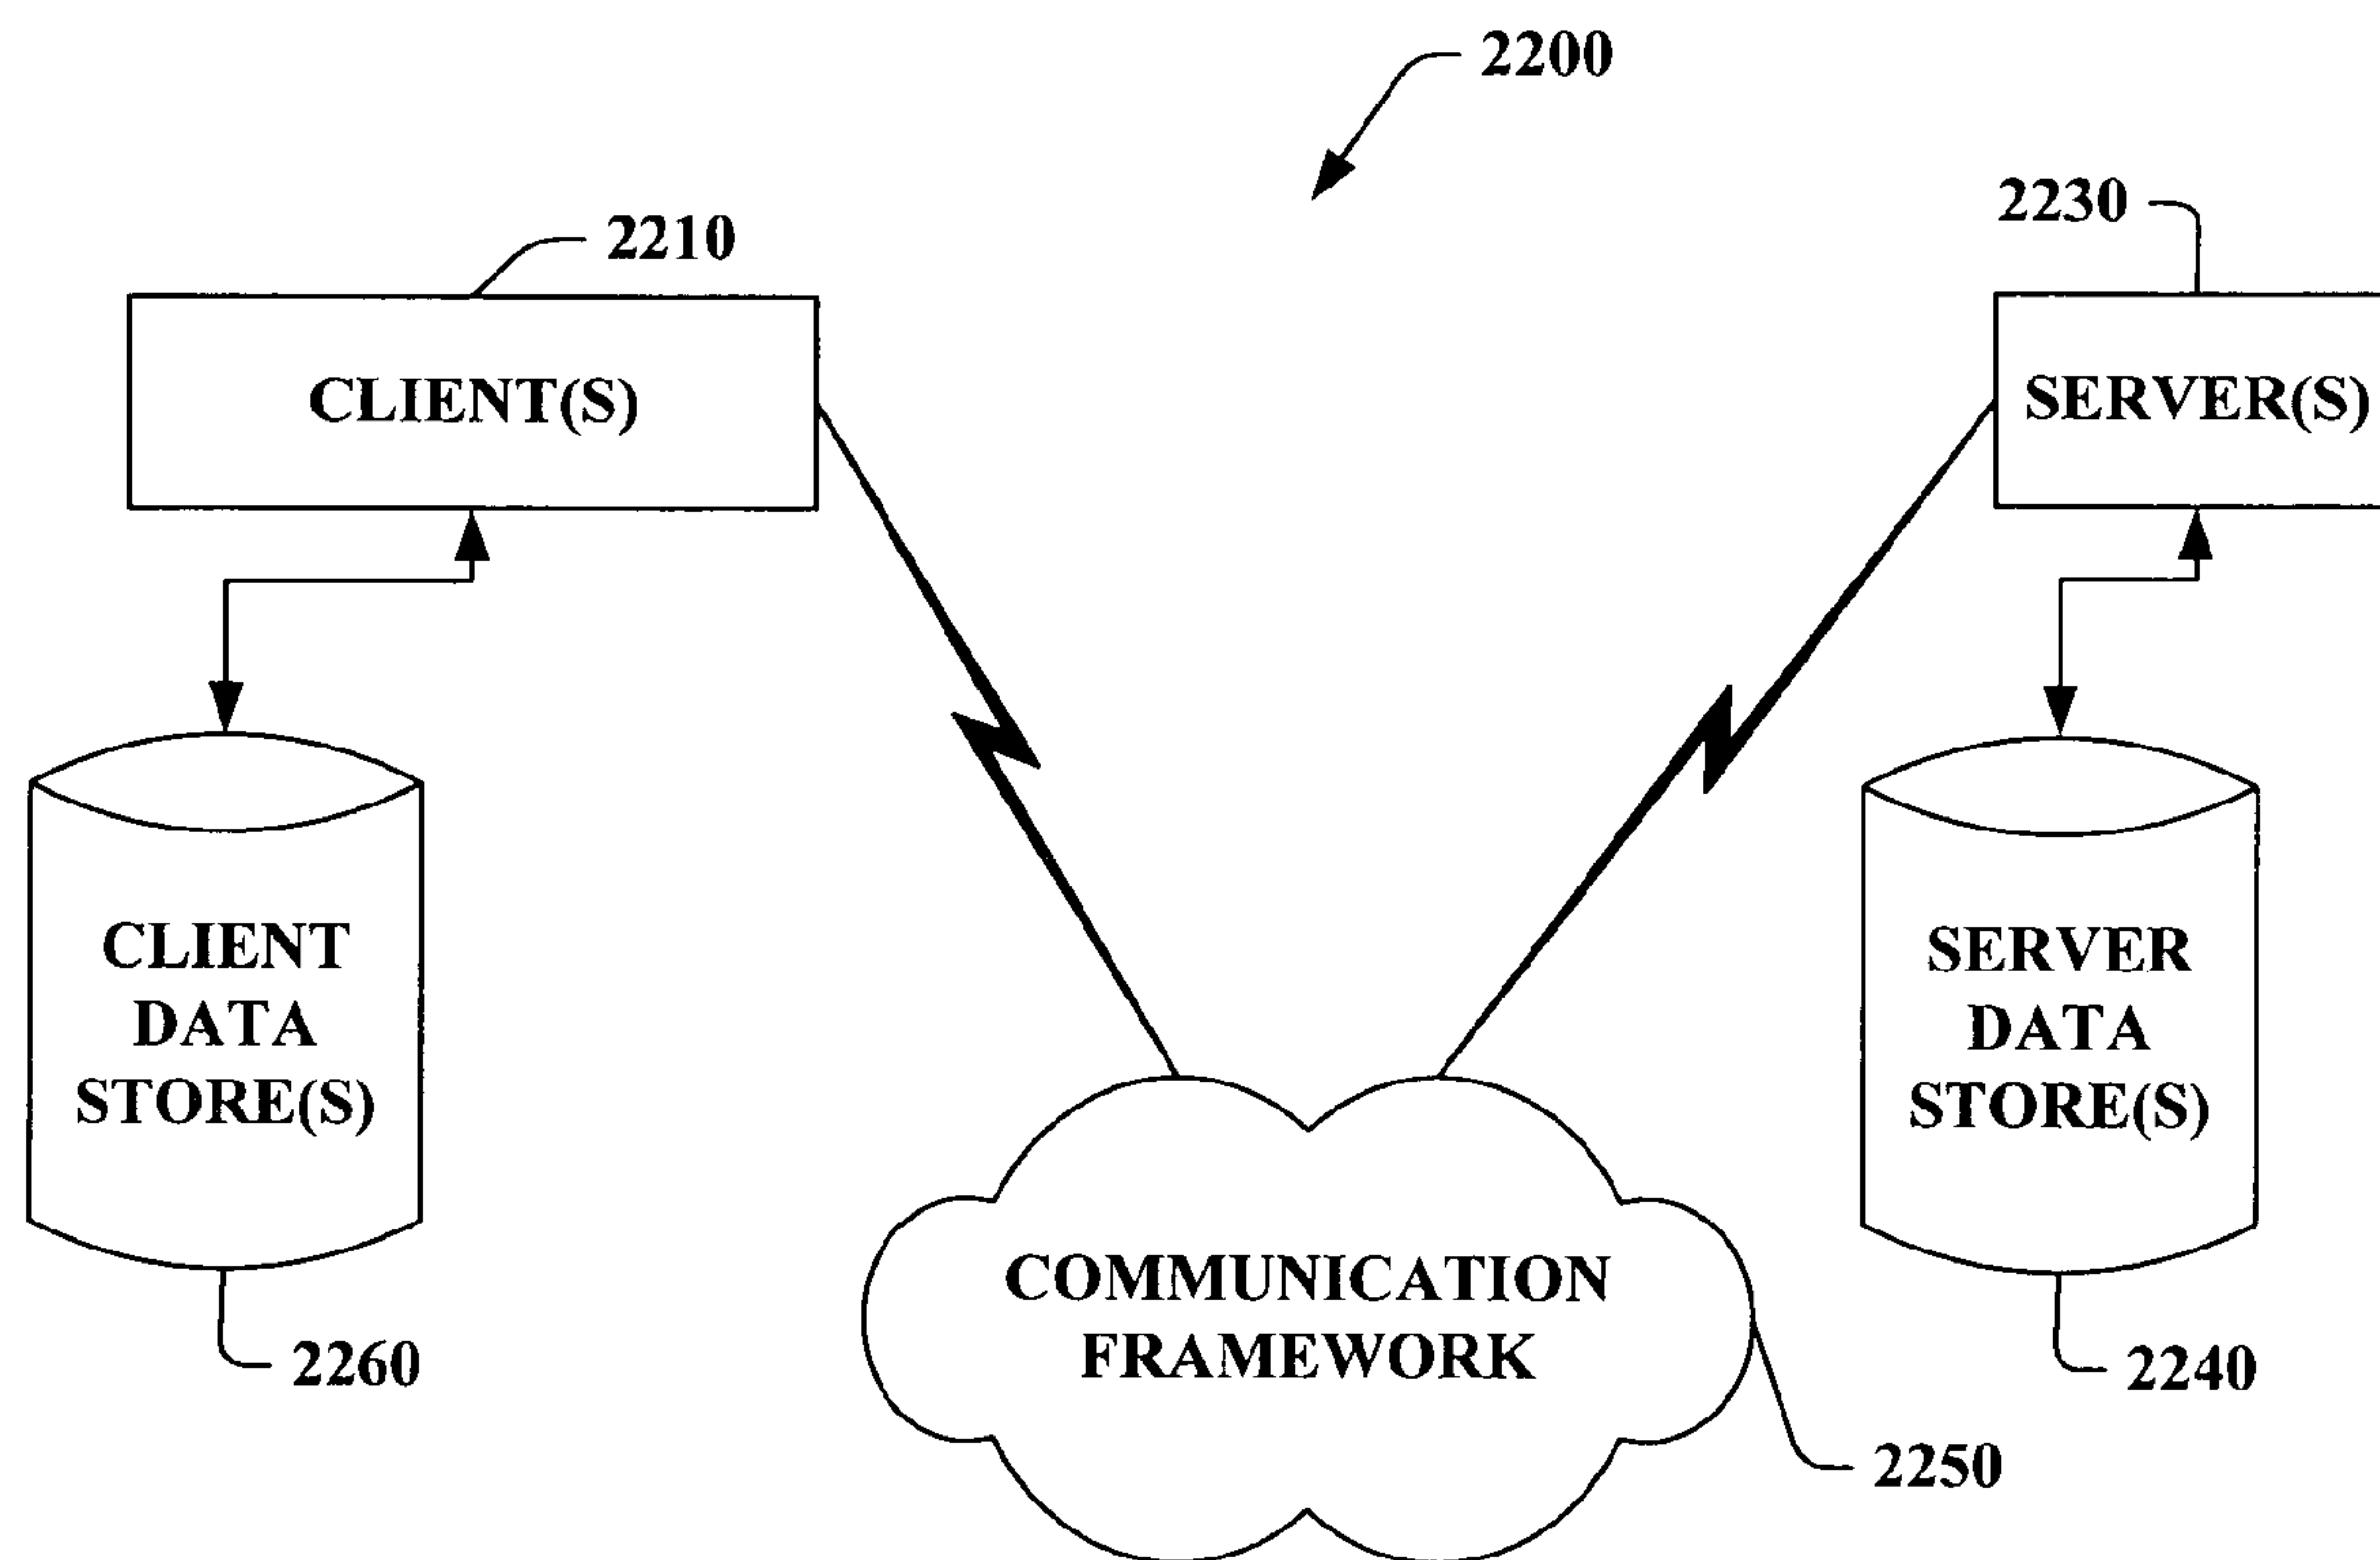 2200
2210
2230
CLIENT(S)
SERVER(S)
CLIENT
DATA
STORE(S)
SERVER
DATA
STORE(S)
COMMUNICATION
FRAMEWORK
2260
2240
2250